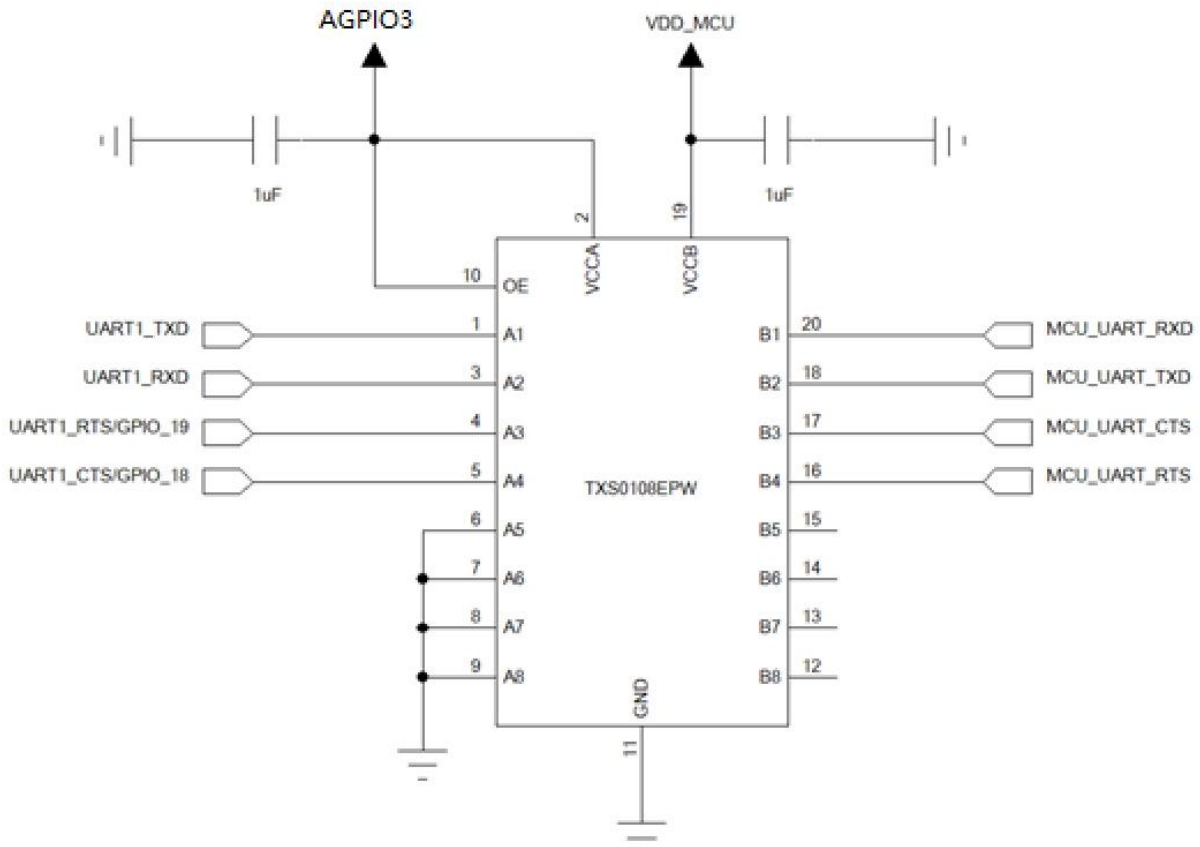 AGPIO3
VDD_MCU
1uF
1uF
2
19
VCCA
VCCB
10 OE
UART1_TXD 1 A1 B1 20 MCU_UART_RXD
UART1_RXD 3 A2 B2 18 MCU_UART_TXD
UART1_RTS/GPIO_19 4 A3 B3 17 MCU_UART_CTS
UART1_CTS/GPIO_18 5 A4 B4 16 MCU_UART_RTS
TXS0108EPW
6 A5 B5 15
7 A6 B6 14
8 A7 B7 13
9 A8 B8 12
GND
11